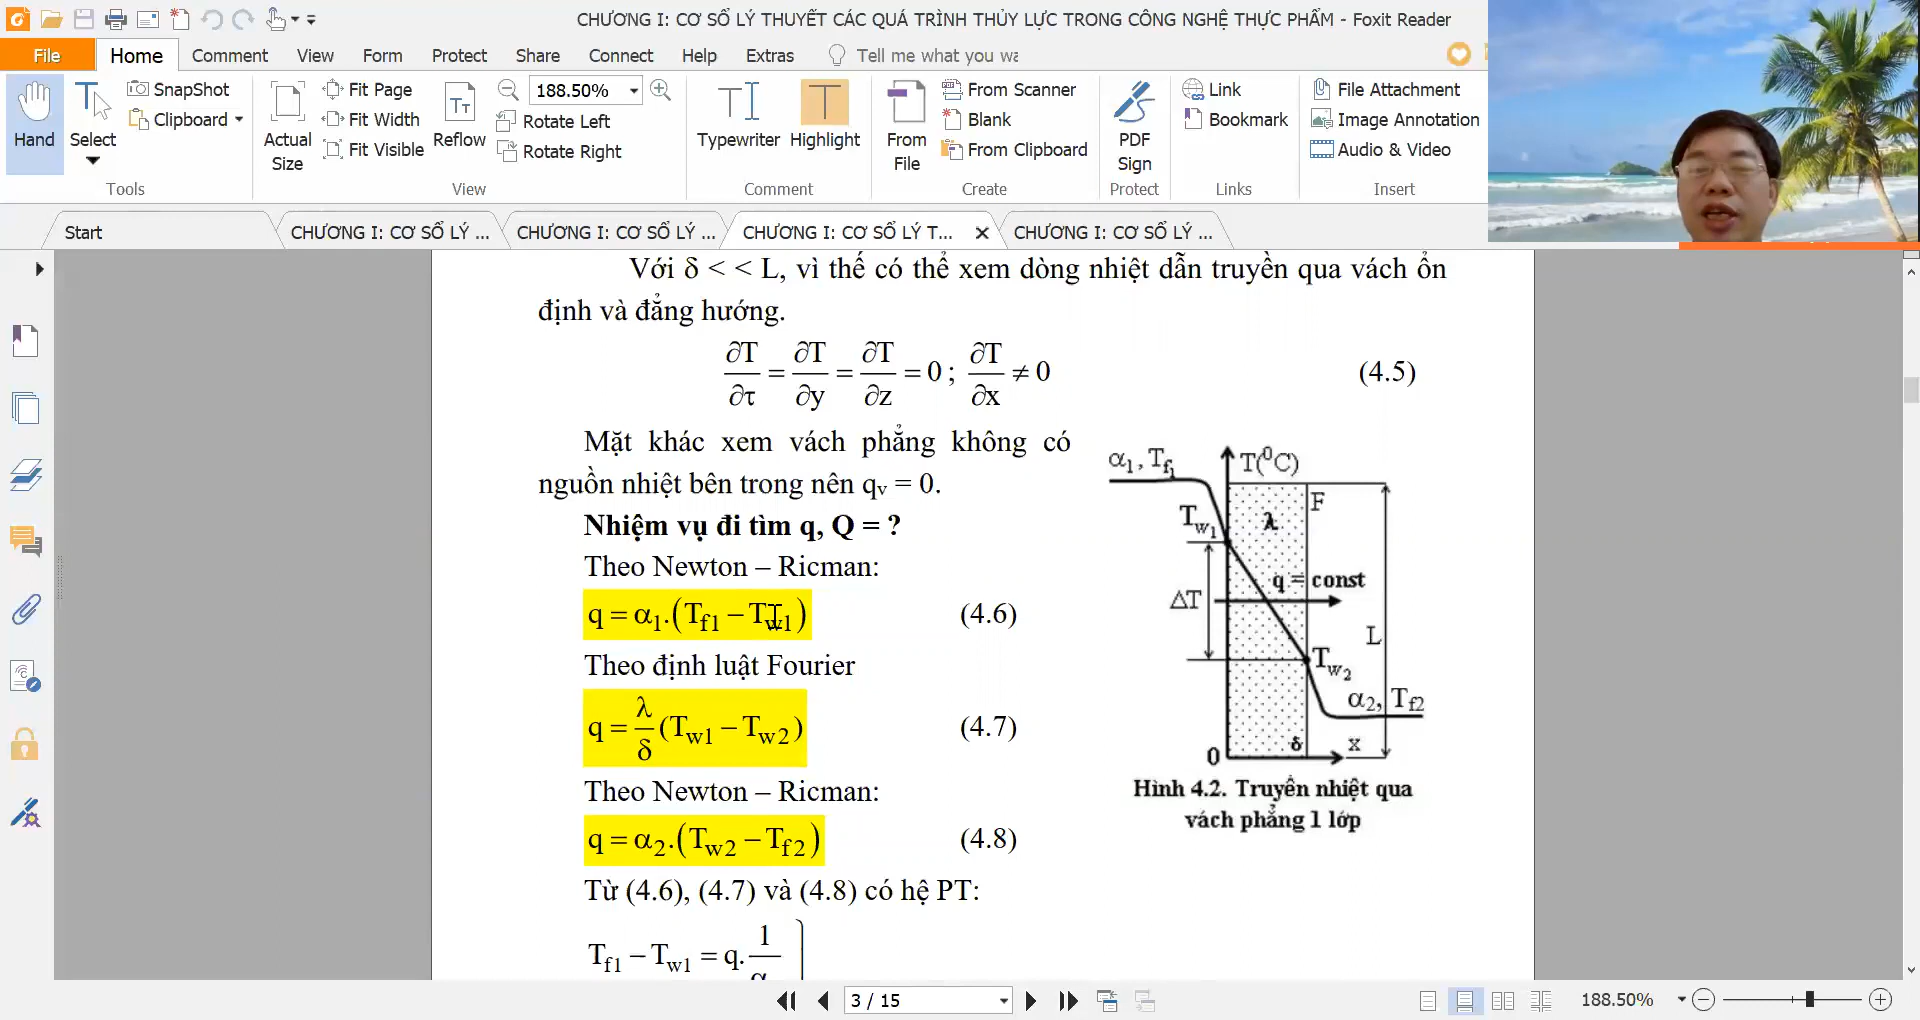 CHƯƠNG I: CƠ SỞ LÝ THUYẾT CÁC QUÁ TRÌNH THỦY LỰC TRONG CÔNG NGHỆ THỰC PHẨM - Foxit Reader
File Home Comment View Form Protect Share Connect Help Extras Tell me what you wa
Hand
Select
SnapShot
Clipboard
Tools
Actual Size
Fit Page
Fit Width
Fit Visible
Reflow
188.50%
Rotate Left
Rotate Right
View
Typewriter
Highlight
Comment
From File
From Scanner
Blank
From Clipboard
Create
PDF Sign
Protect
Link
Bookmark
Links
File Attachment
Image Annotation
Audio & Video
Insert
Start
CHƯƠNG I: CƠ SỞ LÝ ...
CHƯƠNG I: CƠ SỞ LÝ ...
CHƯƠNG I: CƠ SỞ LÝ T...
CHƯƠNG I: CƠ SỞ LÝ ...
Với δ < < L, vì thế có thể xem dòng nhiệt dẫn truyền qua vách ổn
định và đẳng hướng.
∂T/∂τ = ∂T/∂y = ∂T/∂z = 0 ; ∂T/∂x ≠ 0 (4.5)
Mặt khác xem vách phẳng không có
nguồn nhiệt bên trong nên qv = 0.
Nhiệm vụ đi tìm q, Q = ?
Theo Newton – Ricman:
q = α1.(Tf1 − Tw1) (4.6)
Theo định luật Fourier
q = λ/δ (Tw1 − Tw2) (4.7)
Theo Newton – Ricman:
q = α2.(Tw2 − Tf2) (4.8)
Từ (4.6), (4.7) và (4.8) có hệ PT:
Tf1 − Tw1 = q. 1/α
α1, Tf1
T(⁰C)
F
λ
Tw1
q = const
ΔT
L
Tw2
α2, Tf2
δ
x
0
Hình 4.2. Truyền nhiệt qua
vách phẳng 1 lớp
3 / 15
188.50%